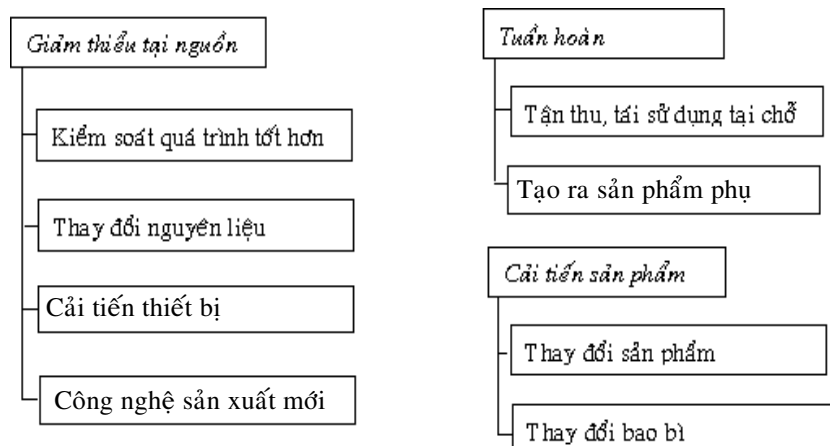 Giảm thiểu tại nguồn
Kiểm soát quá trình tốt hơn
Thay đổi nguyên liệu
Cải tiến thiết bị
Công nghệ sản xuất mới
Tuần hoàn
Tận thu, tái sử dụng tại chỗ
Tạo ra sản phẩm phụ
Cải tiến sản phẩm
Thay đổi sản phẩm
Thay đổi bao bì